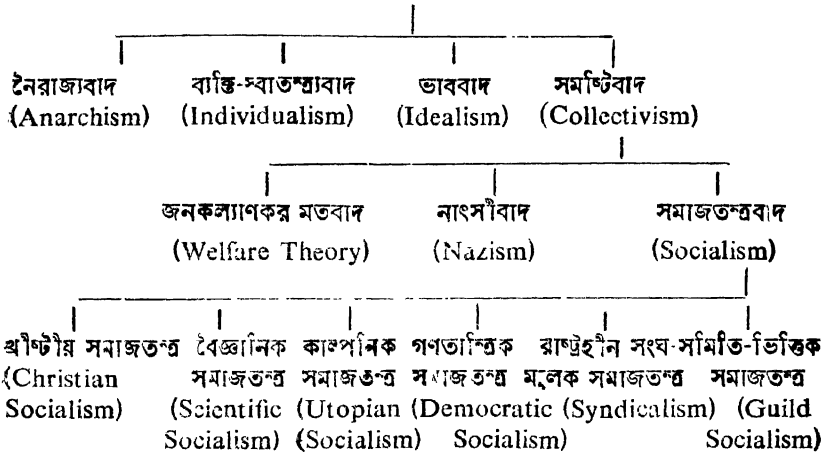 নৈরাজ্যবাদ ব্যক্তি-স্বাতন্ত্র্যবাদ ভাববাদ সমষ্টিবাদ
(Anarchism) (Individualism) (Idealism) (Collectivism)
জনকল্যাণকর মতবাদ নাৎসীবাদ সমাজতন্ত্রবাদ
(Welfare Theory) (Nazism) (Socialism)
খ্রীষ্টীয় সমাজতন্ত্র বৈজ্ঞানিক কাল্পনিক গণতান্ত্রিক রাষ্ট্রহীন সংঘ-সমিতি-ভিত্তিক
(Christian সমাজতন্ত্র সমাজতন্ত্র সমাজতন্ত্র মূলক সমাজতন্ত্র সমাজতন্ত্র
Socialism) (Scientific (Utopian (Democratic (Syndicalism) (Guild
Socialism) (Socialism) Socialism) Socialism)